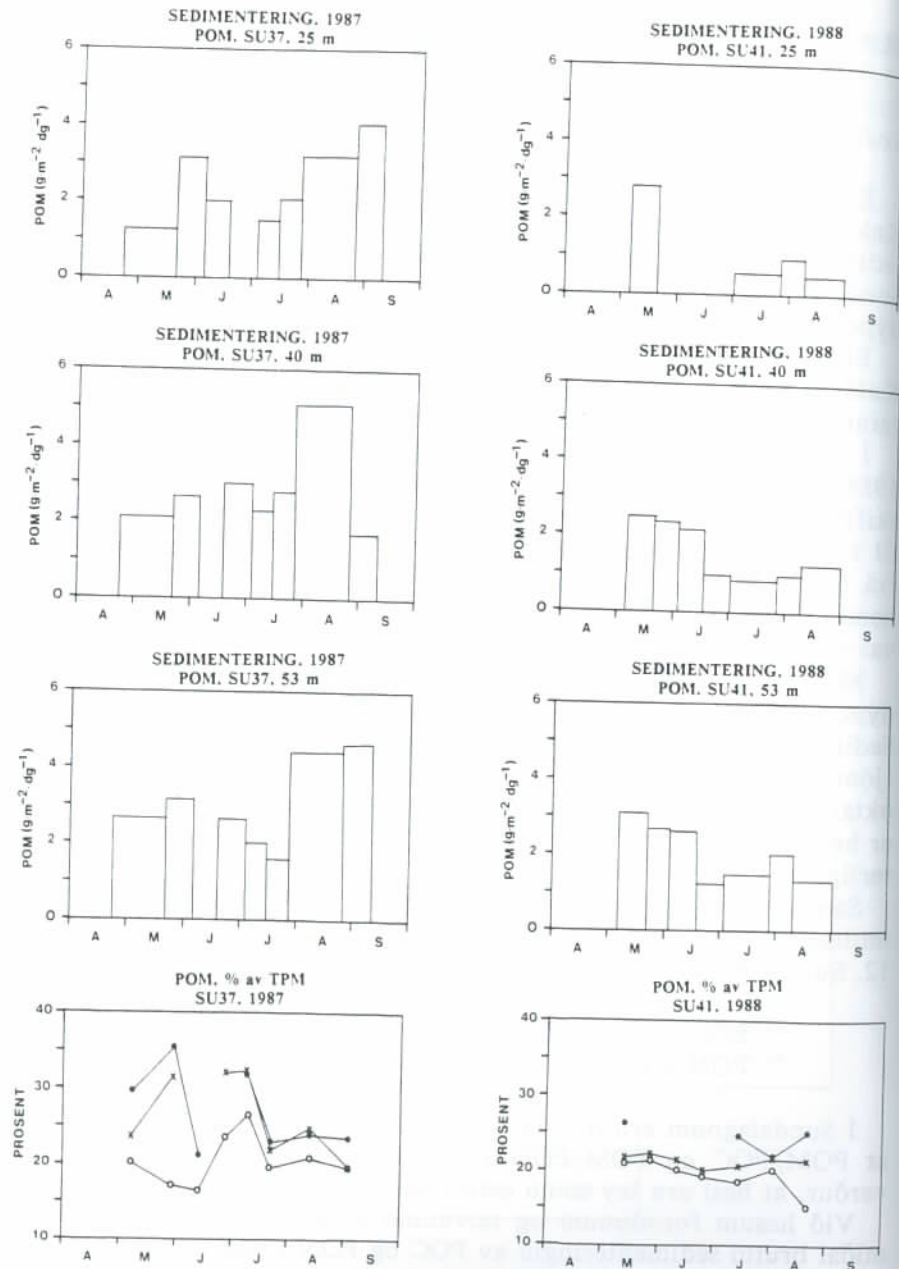 SEDIMENTERING, 1987
POM, SU37, 25 m
6
4
2
0
POM (g m⁻² dg⁻¹)
A M J J A S
SEDIMENTERING, 1988
POM, SU41, 25 m
6
4
2
0
POM (g m⁻² dg⁻¹)
A M J J A S
SEDIMENTERING, 1987
POM, SU37, 40 m
6
4
2
0
POM (g m⁻² dg⁻¹)
A M J J A S
SEDIMENTERING, 1988
POM, SU41, 40 m
6
4
2
0
POM (g m⁻² dg⁻¹)
A M J J A S
SEDIMENTERING, 1987
POM, SU37, 53 m
6
4
2
0
POM (g m⁻² dg⁻¹)
A M J J A S
SEDIMENTERING, 1988
POM, SU41, 53 m
6
4
2
0
POM (g m⁻² dg⁻¹)
A M J J A S
POM, % av TPM
SU37, 1987
40
30
20
10
PROSENT
A M J J A S
POM, % av TPM
SU41, 1988
40
30
20
10
PROSENT
A M J J A S